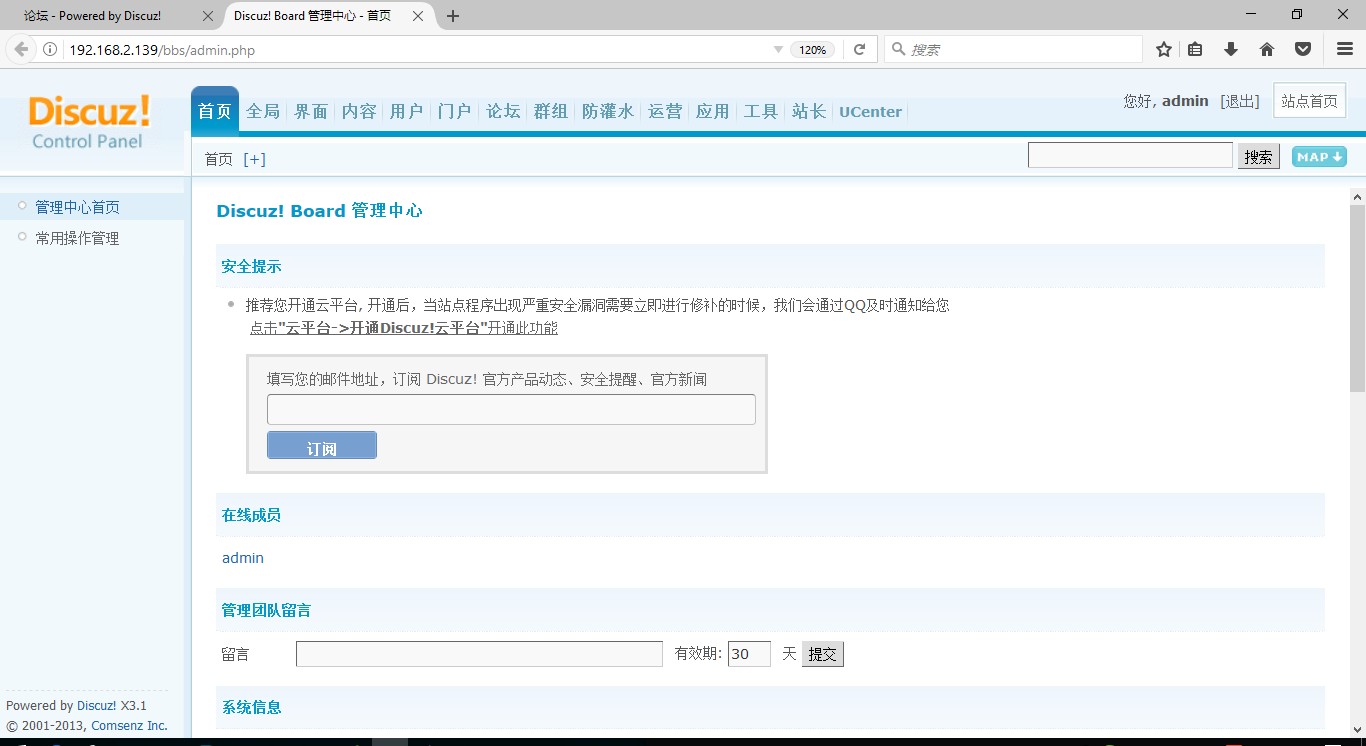 论坛 - Powered by Discuz!
Discuz! Board 管理中心 - 首页
192.168.2.139/bbs/admin.php
120%
搜索
Discuz!
Control Panel
首页 全局 界面 内容 用户 门户 论坛 群组 防灌水 运营 应用 工具 站长 UCenter
您好, admin [退出] 站点首页
首页 [+]
搜索
MAP
管理中心首页
常用操作管理
Discuz! Board 管理中心
安全提示
推荐您开通云平台, 开通后，当站点程序出现严重安全漏洞需要立即进行修补的时候，我们会通过QQ及时通知给您
点击"云平台->开通Discuz!云平台"开通此功能
填写您的邮件地址，订阅 Discuz! 官方产品动态、安全提醒、官方新闻
订阅
在线成员
admin
管理团队留言
留言 有效期: 30 天 提交
系统信息
Powered by Discuz! X3.1
© 2001-2013, Comsenz Inc.